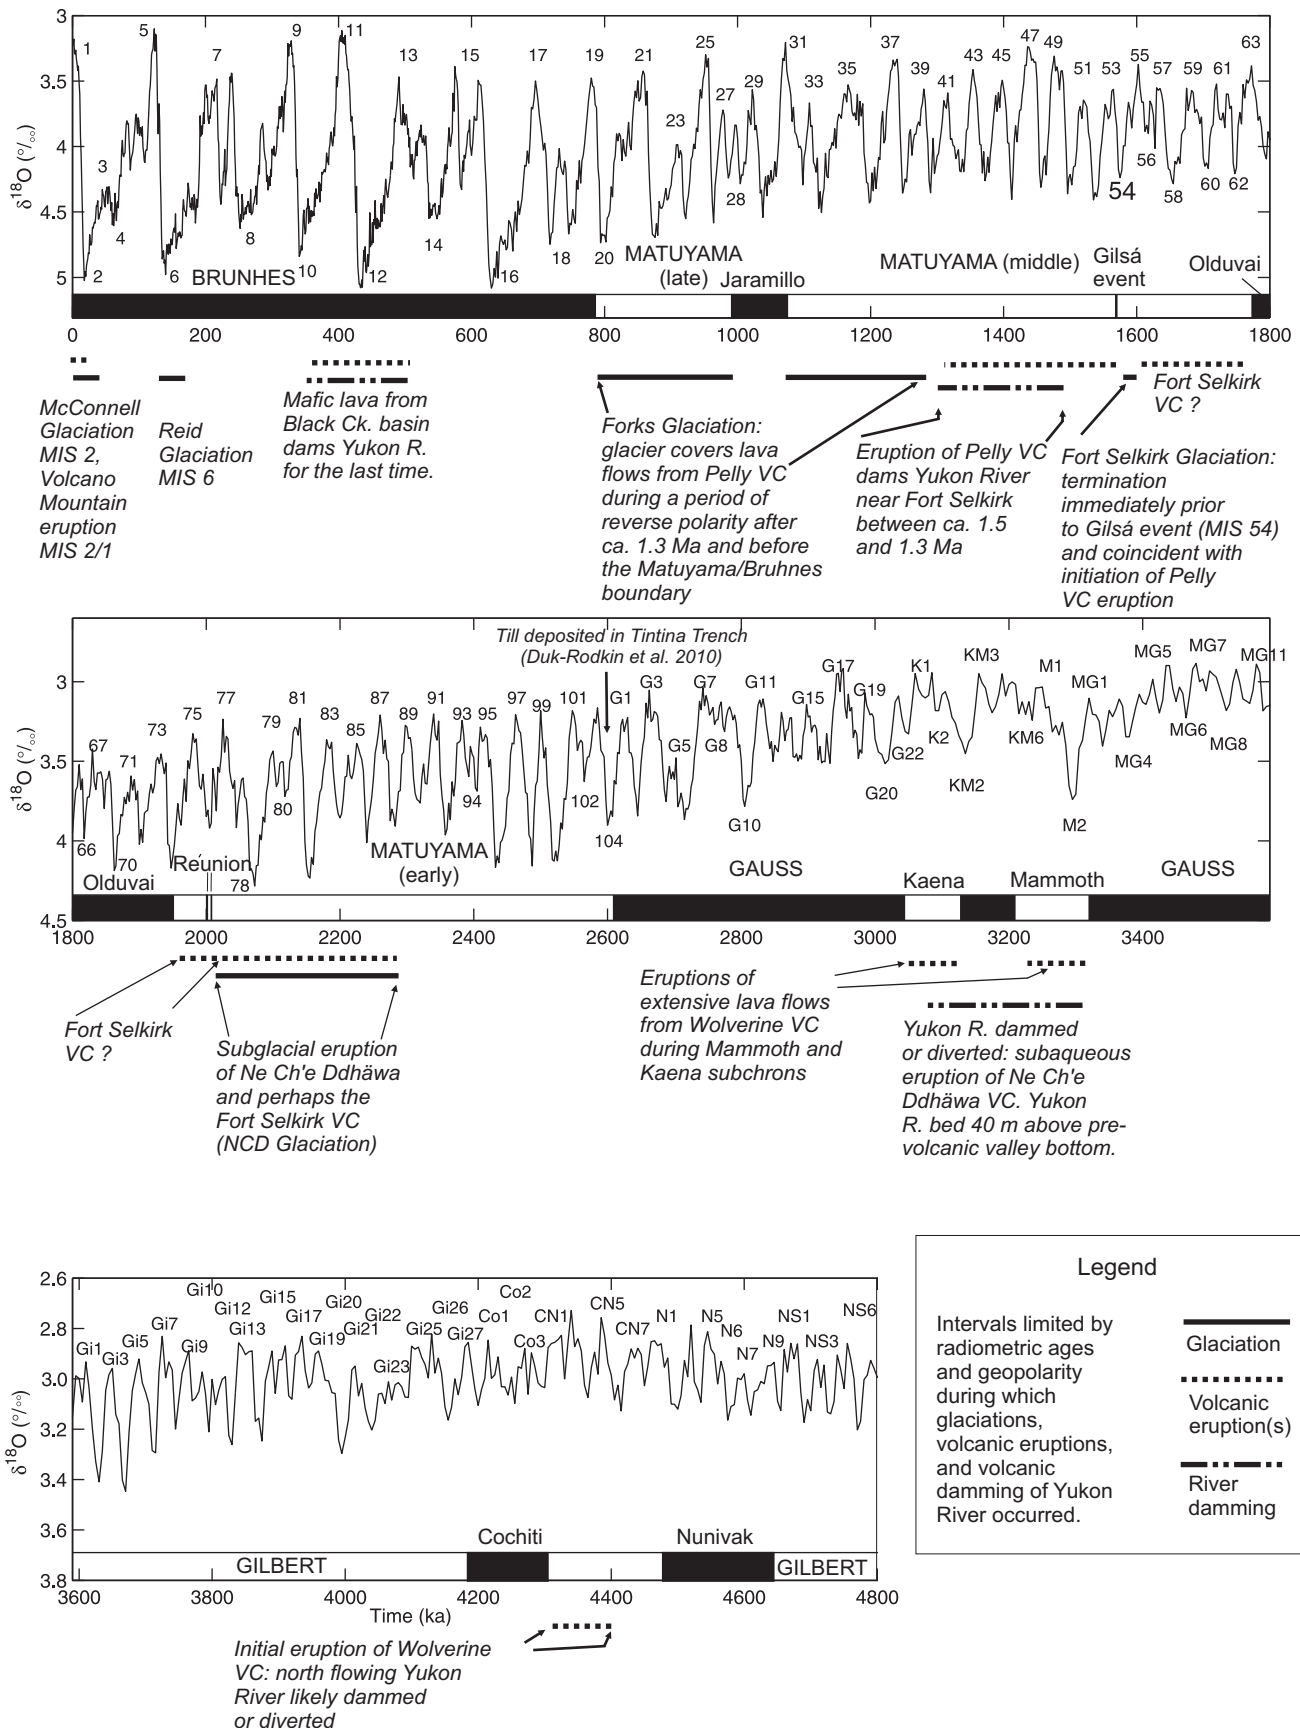 3
3.5
4
4.5
5
δ18O (°/oo)
1
2
3
4
5
6
7
8
9
10
11
12
13
14
15
16
17
18
19
20
21
23
25
27
28
29
31
33
35
37
39
41
43
45
47
49
51
53
54
55
56
57
58
59
60
61
62
63
BRUNHES
MATUYAMA
(late)
Jaramillo
MATUYAMA (middle)
Gilsá
event
Olduvai
0 200 400 600 800 1000 1200 1400 1600 1800
McConnell
Glaciation
MIS 2,
Volcano
Mountain
eruption
MIS 2/1
Reid
Glaciation
MIS 6
Mafic lava from
Black Ck. basin
dams Yukon R.
for the last time.
Forks Glaciation:
glacier covers lava
flows from Pelly VC
during a period of
reverse polarity after
ca. 1.3 Ma and before
the Matuyama/Bruhnes
boundary
Eruption of Pelly VC
dams Yukon River
near Fort Selkirk
between ca. 1.5
and 1.3 Ma
Fort Selkirk
VC ?
Fort Selkirk Glaciation:
termination
immediately prior
to Gilsá event (MIS 54)
and coincident with
initiation of Pelly
VC eruption
Till deposited in Tintina Trench
(Duk-Rodkin et al. 2010)
3
3.5
4
4.5
δ18O (°/oo)
66
67
70
71
73
75
77
78
79
80
81
83
85
87
89
91
93
94
95
97
99
101
102
104
G1
G3
G5
G7
G8
G10
G11
G15
G17
G19
G20
G22
K1
K2
KM2
KM3
KM6
M1
M2
MG1
MG4
MG5
MG6
MG7
MG8
MG11
Olduvai
Réunion
MATUYAMA
(early)
GAUSS
Kaena
Mammoth
GAUSS
1800 2000 2200 2400 2600 2800 3000 3200 3400
Fort Selkirk
VC ?
Subglacial eruption
of Ne Ch'e Ddhäwa
and perhaps the
Fort Selkirk VC
(NCD Glaciation)
Eruptions of
extensive lava flows
from Wolverine VC
during Mammoth and
Kaena subchrons
Yukon R. dammed
or diverted: subaqueous
eruption of Ne Ch'e
Ddhäwa VC. Yukon
R. bed 40 m above pre-
volcanic valley bottom.
2.6
2.8
3.0
3.2
3.4
3.6
3.8
δ18O (°/oo)
Gi1
Gi3
Gi5
Gi7
Gi9
Gi10
Gi12
Gi13
Gi15
Gi17
Gi19
Gi20
Gi21
Gi22
Gi23
Gi25
Gi26
Gi27
Co1
Co2
Co3
CN1
CN5
CN7
N1
N5
N6
N7
N9
NS1
NS3
NS6
GILBERT
Cochiti
Nunivak
GILBERT
3600 3800 4000 4200 4400 4600 4800
Time (ka)
Initial eruption of Wolverine
VC: north flowing Yukon
River likely dammed
or diverted
Legend
Intervals limited by
radiometric ages
and geopolarity
during which
glaciations,
volcanic eruptions,
and volcanic
damming of Yukon
River occurred.
Glaciation
Volcanic
eruption(s)
River
damming